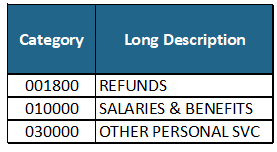 Category Long Description
001800 REFUNDS
010000 SALARIES & BENEFITS
030000 OTHER PERSONAL SVC